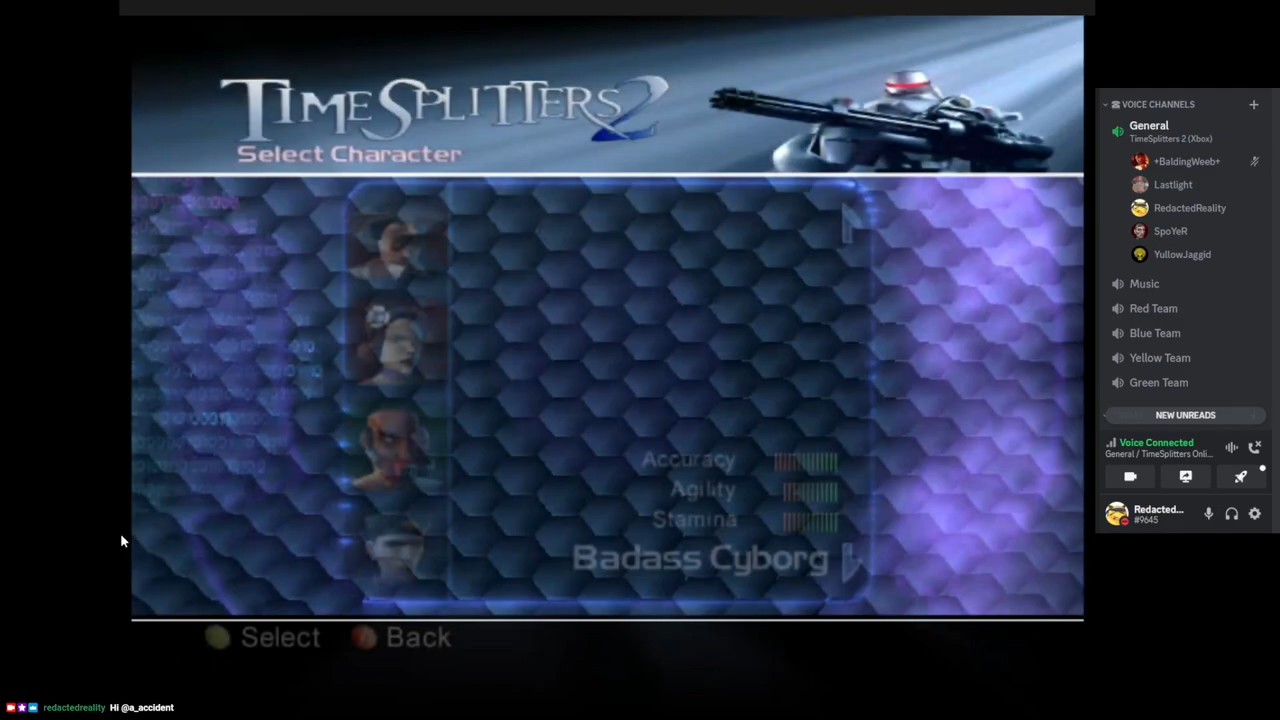 TIMESPLITTERS 2
Select Character
Accuracy
Agility
Stamina
Badass Cyborg
Select
Back
VOICE CHANNELS
General
TimeSplitters 2 (Xbox)
+BaldingWeeb+
Lastlight
RedactedReality
SpoYeR
YullowJaggid
Music
Red Team
Blue Team
Yellow Team
Green Team
NEW UNREADS
Voice Connected
General / TimeSplitters Onli...
Redacted...
#9645
redactedreality Hi @a_accident